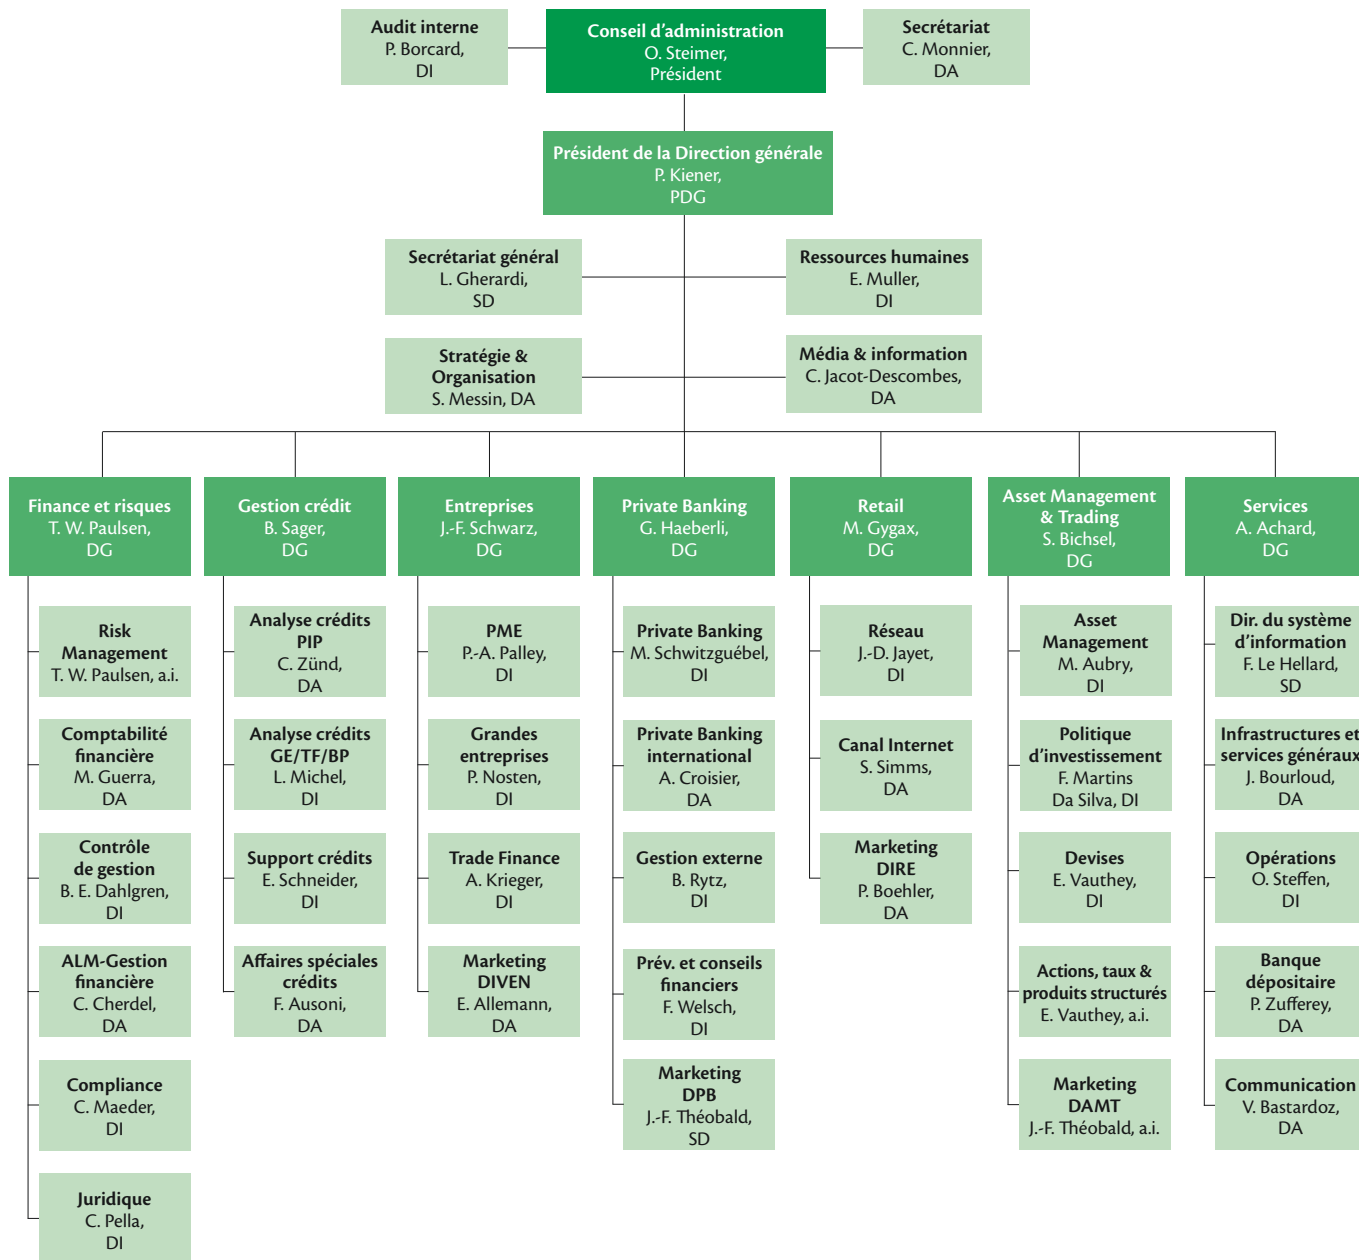 Audit interne
P. Borcard,
DI
Conseil d'administration
O. Steimer,
Président
Secrétariat
C. Monnier,
DA
Président de la Direction générale
P. Kiener,
PDG
Secrétariat général
L. Gherardi,
SD
Ressources humaines
E. Muller,
DI
Stratégie &
Organisation
S. Messin, DA
Média & information
C. Jacot-Descombes,
DA
Finance et risques
T. W. Paulsen,
DG
Gestion crédit
B. Sager,
DG
Entreprises
J.-F. Schwarz,
DG
Private Banking
G. Haeberli,
DG
Retail
M. Gygax,
DG
Asset Management
& Trading
S. Bichsel,
DG
Services
A. Achard,
DG
Risk
Management
T. W. Paulsen, a.i.
Comptabilité
financière
M. Guerra,
DA
Contrôle
de gestion
B. E. Dahlgren,
DI
ALM-Gestion
financière
C. Cherdel,
DA
Compliance
C. Maeder,
DI
Juridique
C. Pella,
DI
Analyse crédits
PIP
C. Zünd,
DA
Analyse crédits
GE/TF/BP
L. Michel,
DI
Support crédits
E. Schneider,
DI
Affaires spéciales
crédits
F. Ausoni,
DA
PME
P.-A. Palley,
DI
Grandes
entreprises
P. Nosten,
DI
Trade Finance
A. Krieger,
DI
Marketing
DIVEN
E. Allemann,
DA
Private Banking
M. Schwitzguébel,
DI
Private Banking
international
A. Croisier,
DA
Gestion externe
B. Rytz,
DI
Prév. et conseils
financiers
F. Welsch,
DI
Marketing
DPB
J.-F. Théobald,
SD
Réseau
J.-D. Jayet,
DI
Canal Internet
S. Simms,
DA
Marketing
DIRE
P. Boehler,
DA
Asset
Management
M. Aubry,
DI
Politique
d'investissement
F. Martins
Da Silva, DI
Devises
E. Vauthey,
DI
Actions, taux &
produits structurés
E. Vauthey, a.i.
Marketing
DAMT
J.-F. Théobald, a.i.
Dir. du système
d'information
F. Le Hellard,
SD
Infrastructures et
services généraux
J. Bourloud,
DA
Opérations
O. Steffen,
DI
Banque
dépositaire
P. Zufferey,
DA
Communication
V. Bastardoz,
DA